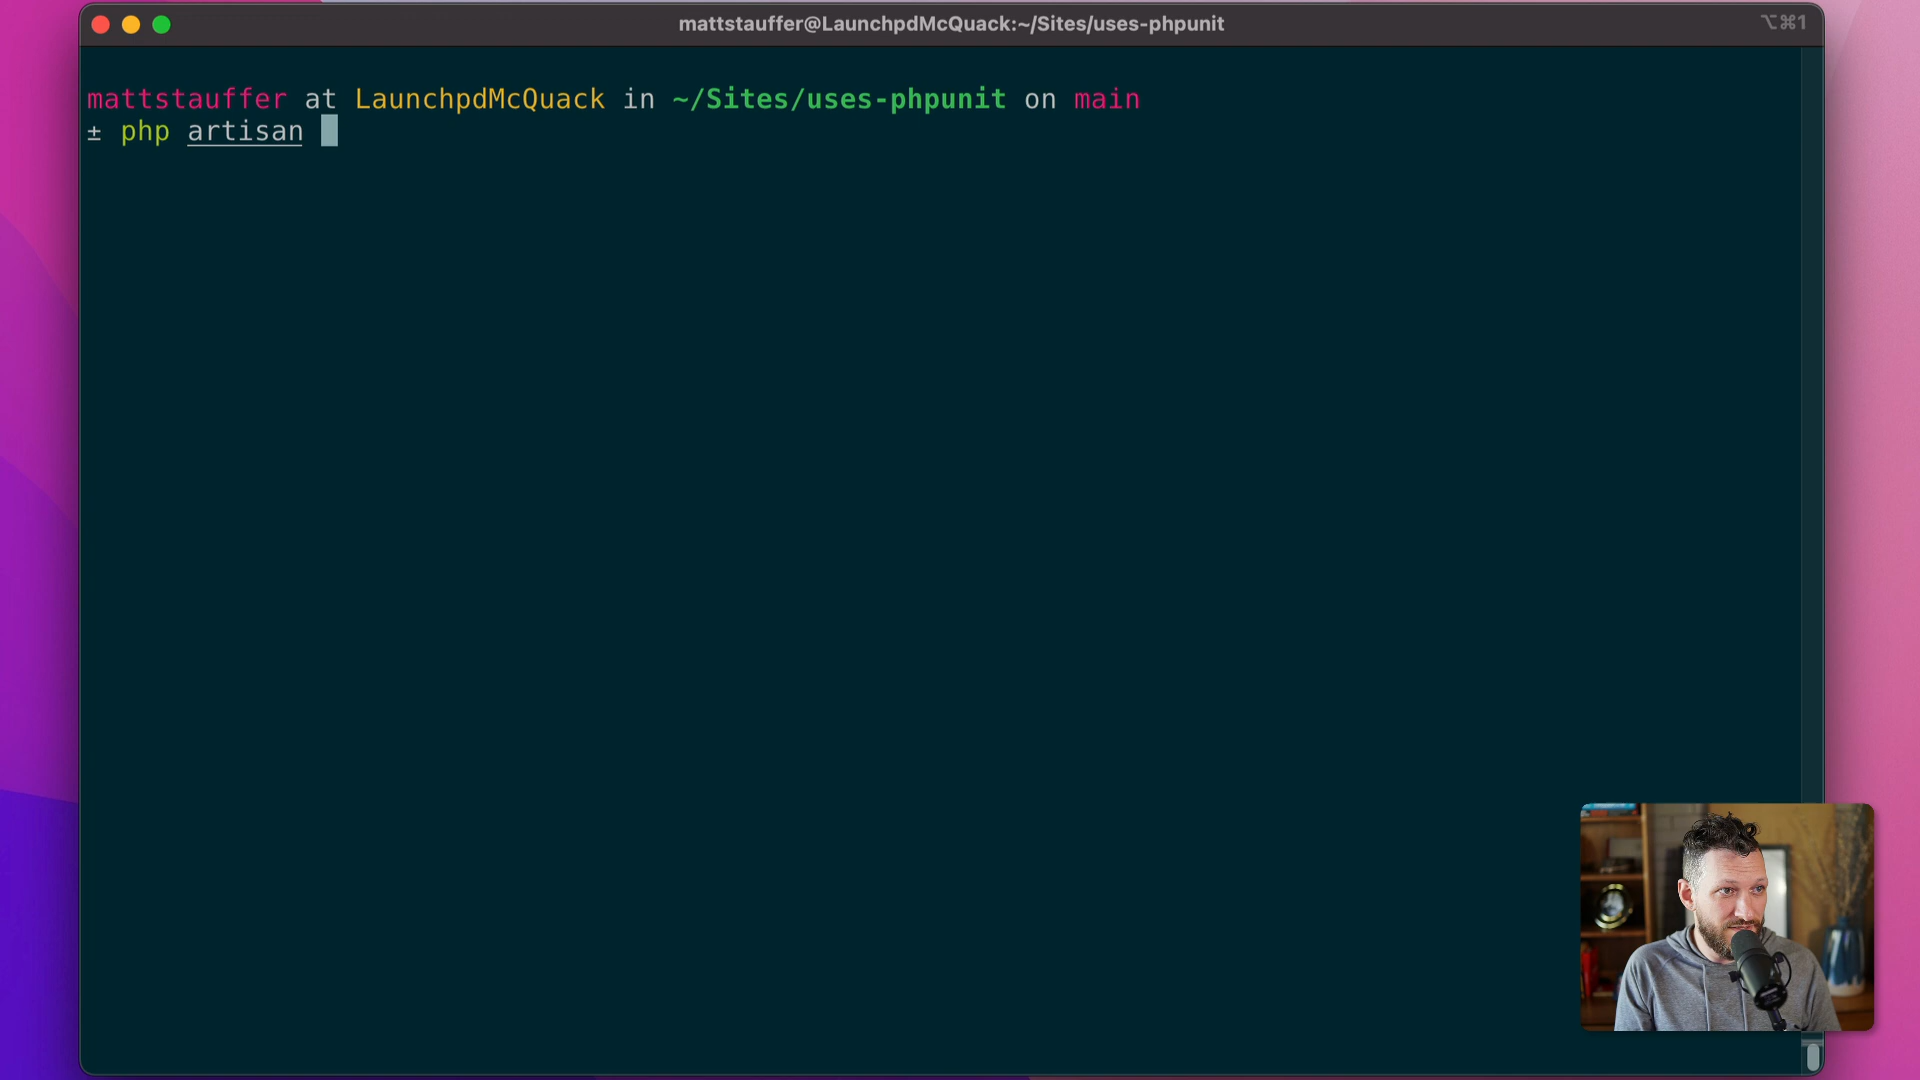 mattstauffer@LaunchpdMcQuack:~/Sites/uses-phpunit
⌥⌘1
mattstauffer at LaunchpdMcQuack in ~/Sites/uses-phpunit on main
± php artisan